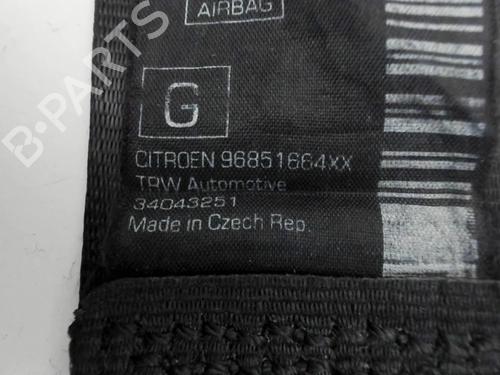 AIRBAG
G
CITROEN 96851664XX
TRW Automotive
34043251
Made in Czech Rep.
B-PARTS